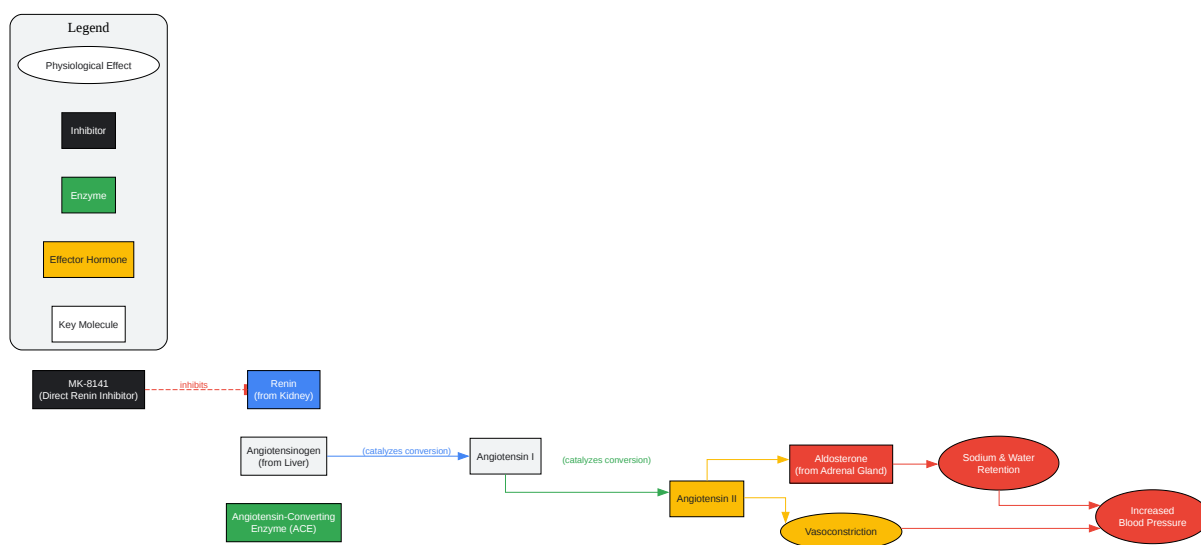 Legend
Physiological Effect
Inhibitor
Enzyme
Effector Hormone
Key Molecule
MK-8141
(Direct Renin Inhibitor)
inhibits
Renin
(from Kidney)
Angiotensinogen
(from Liver)
(catalyzes conversion)
Angiotensin I
(catalyzes conversion)
Angiotensin-Converting
Enzyme (ACE)
Angiotensin II
Aldosterone
(from Adrenal Gland)
Sodium & Water
Retention
Vasoconstriction
Increased
Blood Pressure